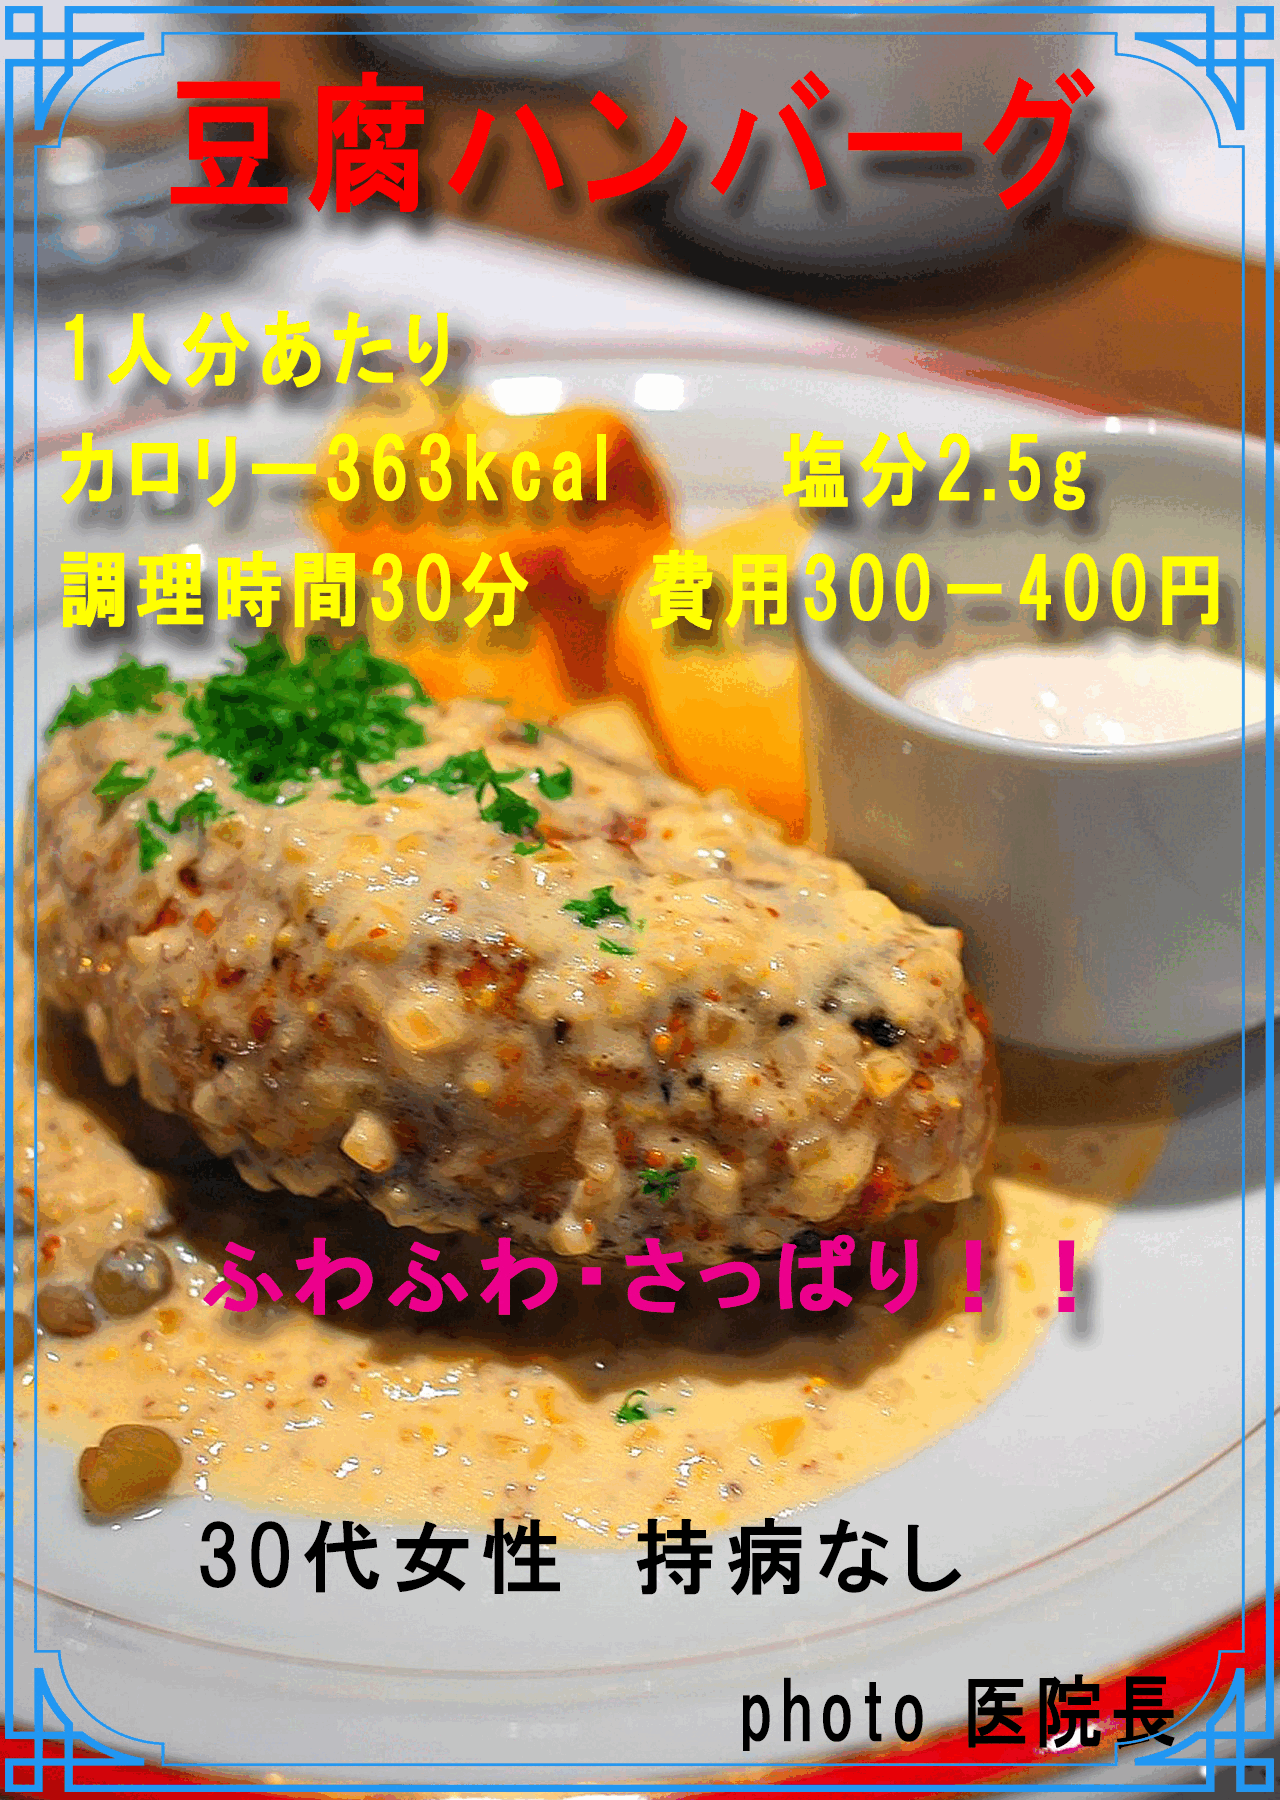 豆腐ハンバーグ
1人分あたり
カロリー363kcal　塩分2.5g
調理時間30分　費用300－400円
ふわふわ・さっぱり！！
30代女性　持病なし
photo 医院長